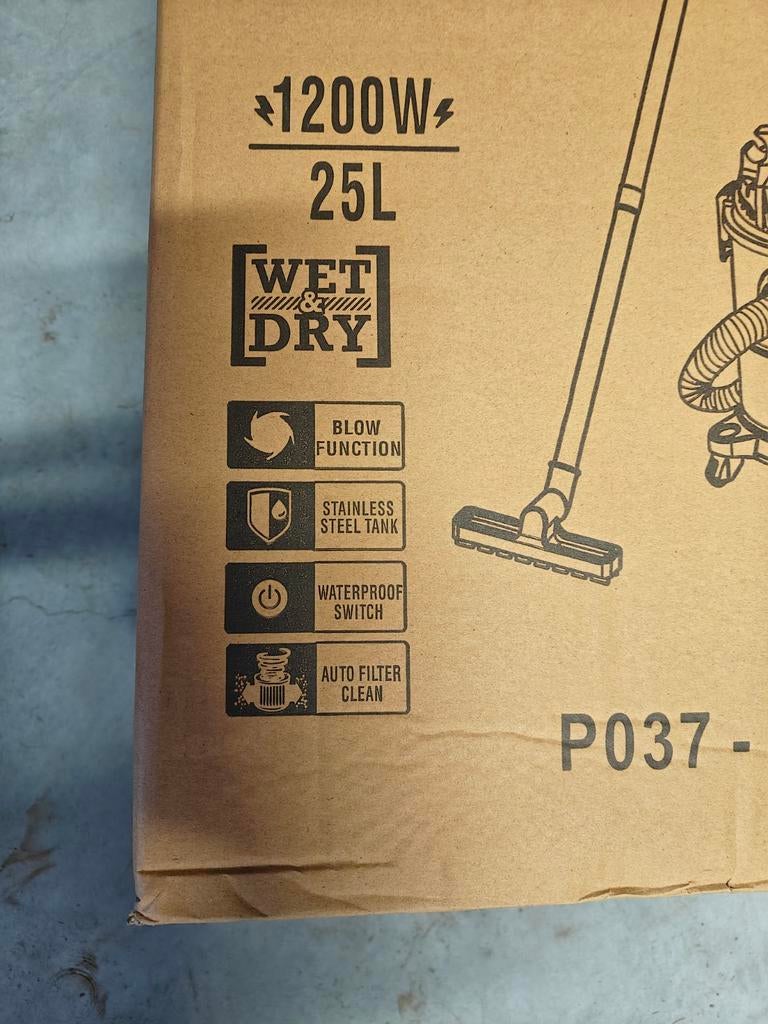 1200W
25L
WET
&
DRY
BLOW
FUNCTION
STAINLESS
STEEL TANK
WATERPROOF
SWITCH
AUTO FILTER
CLEAN
P037 -